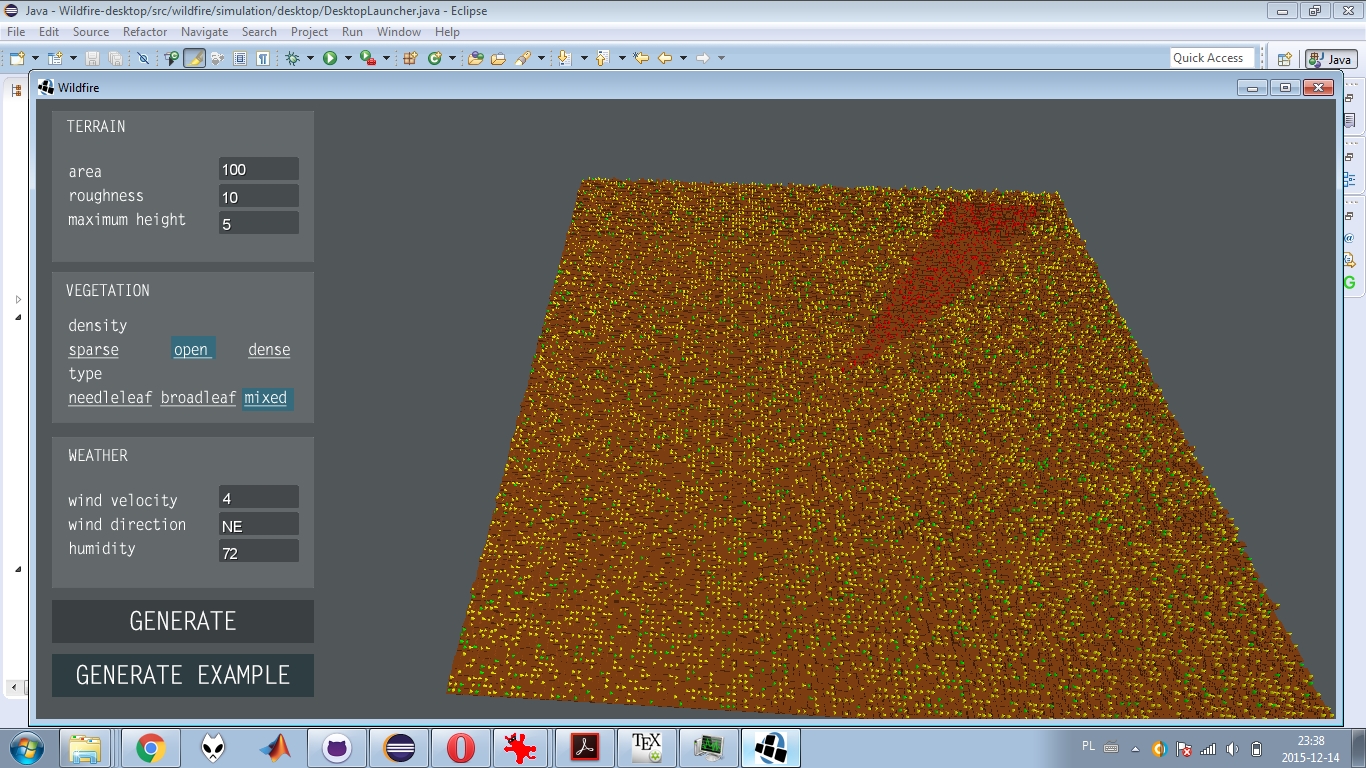 Java - Wildfire-desktop/src/wildfire/simulation/desktop/DesktopLauncher.java - Eclipse
File Edit Source Refactor Navigate Search Project Run Window Help
Quick Access Java
Wildfire
TERRAIN
area 100
roughness 10
maximum height 5
VEGETATION
density
sparse open dense
type
needleleaf broadleaf mixed
WEATHER
wind velocity 4
wind direction NE
humidity 72
GENERATE
GENERATE EXAMPLE
TEX
PL
23:38
2015-12-14